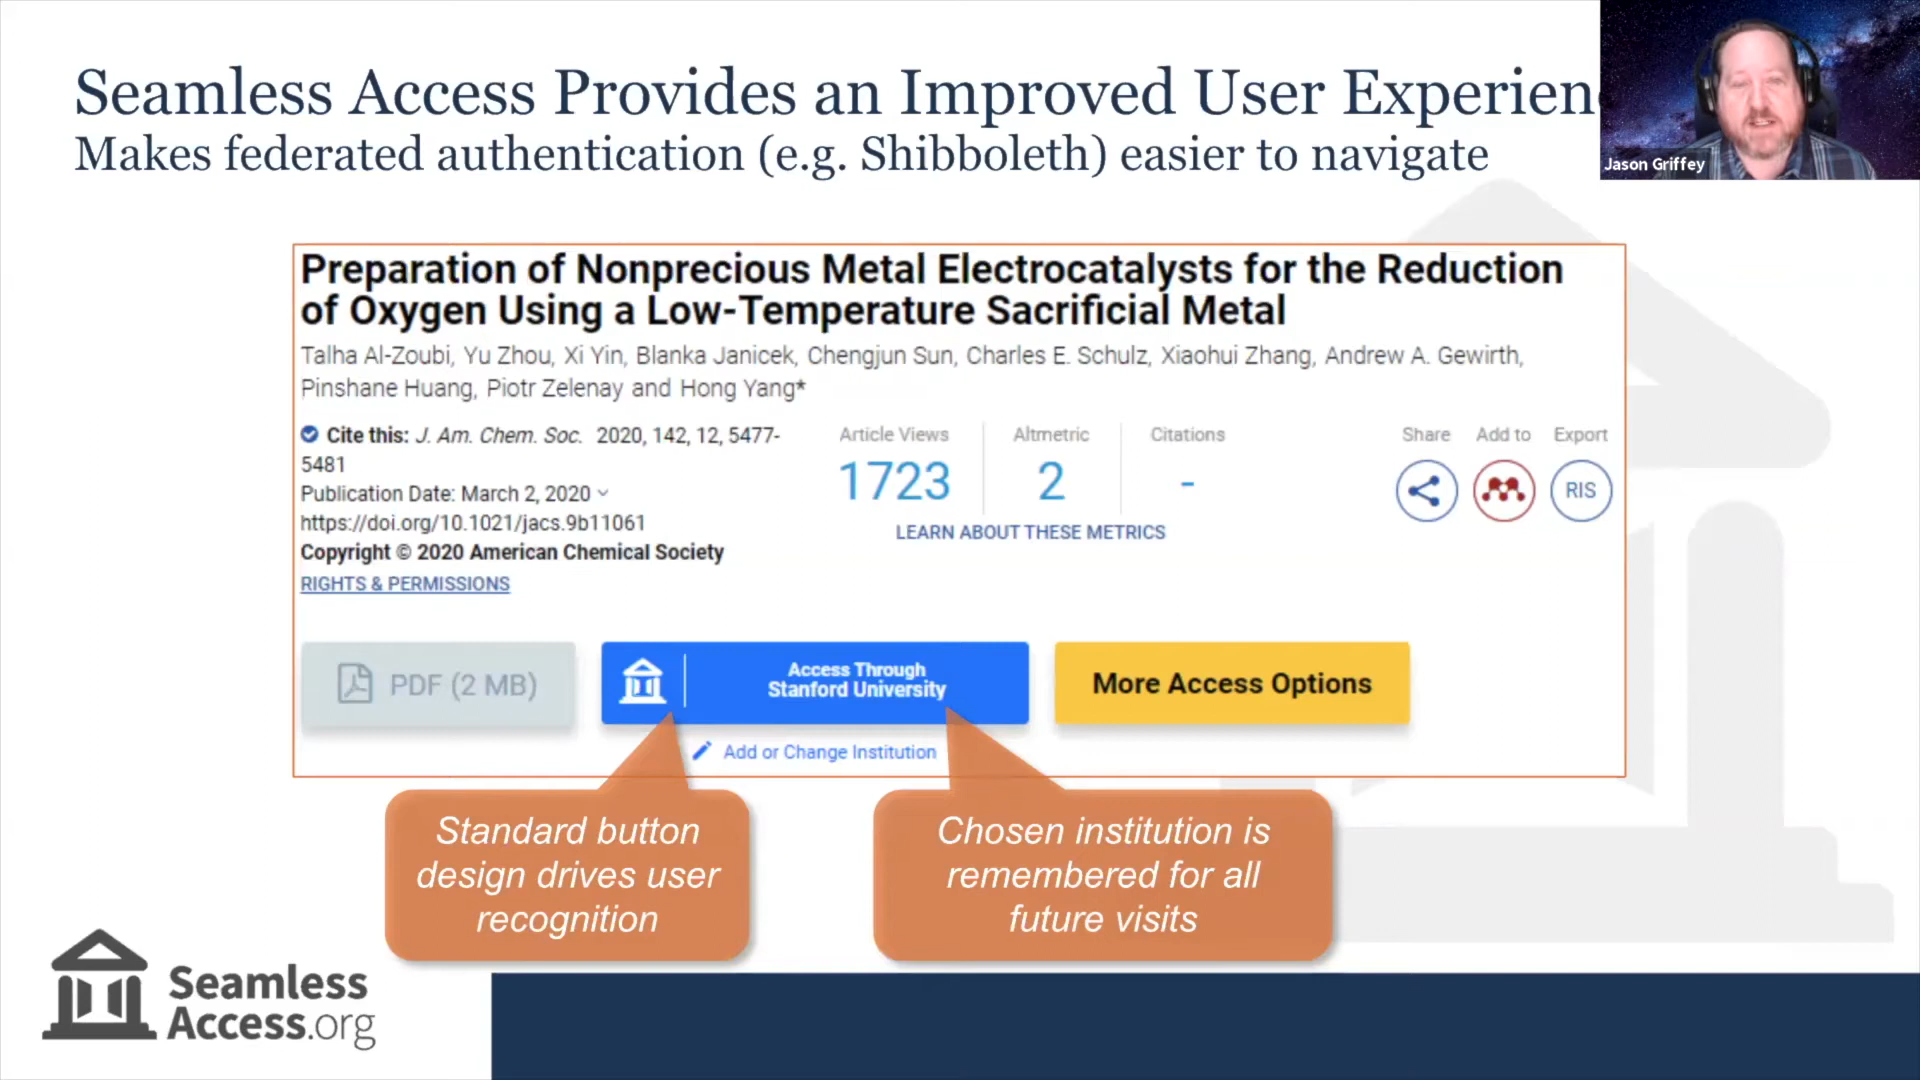 Seamless Access Provides an Improved User Experien
Makes federated authentication (e.g. Shibboleth) easier to navigate
Jason Griffey
Preparation of Nonprecious Metal Electrocatalysts for the Reduction
of Oxygen Using a Low-Temperature Sacrificial Metal
Talha Al-Zoubi, Yu Zhou, Xi Yin, Blanka Janicek, Chengjun Sun, Charles E. Schulz, Xiaohui Zhang, Andrew A. Gewirth,
Pinshane Huang, Piotr Zelenay and Hong Yang*
Cite this: J. Am. Chem. Soc. 2020, 142, 12, 5477-
5481
Publication Date: March 2, 2020
https://doi.org/10.1021/jacs.9b11061
Copyright © 2020 American Chemical Society
RIGHTS & PERMISSIONS
Article Views
1723
Altmetric
2
Citations
-
LEARN ABOUT THESE METRICS
Share
Add to
Export
RIS
PDF (2 MB)
Access Through
Stanford University
More Access Options
Add or Change Institution
Standard button
design drives user
recognition
Chosen institution is
remembered for all
future visits
Seamless
Access.org